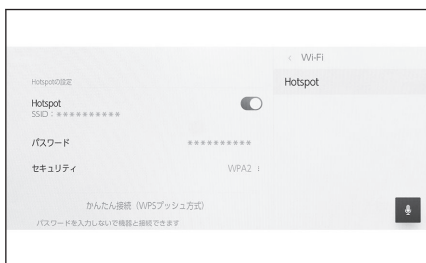 < Wi-Fi
Hotspotの設定
Hotspot
Hotspot
SSID：＊＊＊＊＊＊＊＊＊＊
パスワード ＊＊＊＊＊＊＊＊＊＊
セキュリティ WPA2
かんたん接続（WPSプッシュ方式）
パスワードを入力しないで機器と接続できます